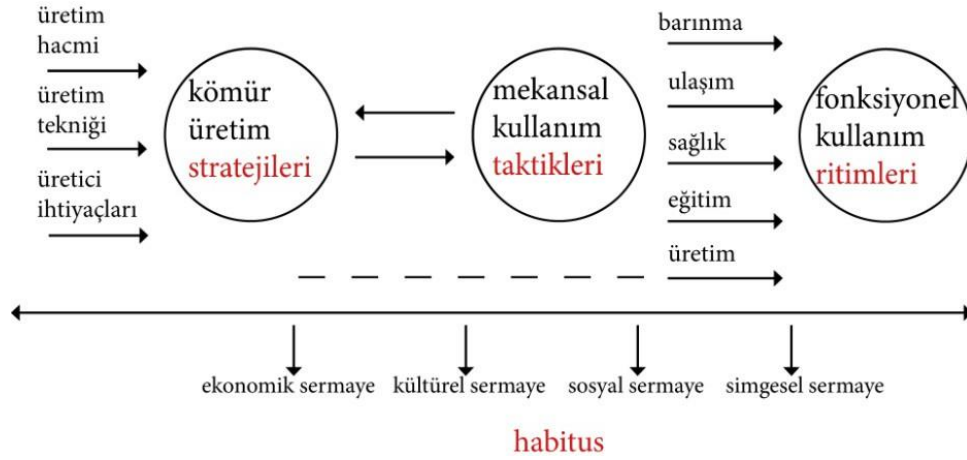 üretim
hacmi
üretim
tekniği
üretici
ihtiyaçları
kömür
üretim
stratejileri
mekansal
kullanım
taktikleri
barınma
ulaşım
sağlık
eğitim
üretim
fonksiyonel
kullanım
ritimleri
ekonomik sermaye
kültürel sermaye
sosyal sermaye
simgesel sermaye
habitus